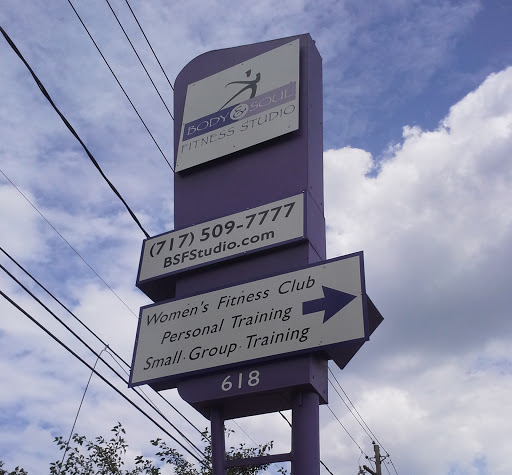 BODY & SOUL
FITNESS STUDIO
(717) 509-7777
BSFStudio.com
Women's Fitness Club
Personal Training
Small Group Training
618